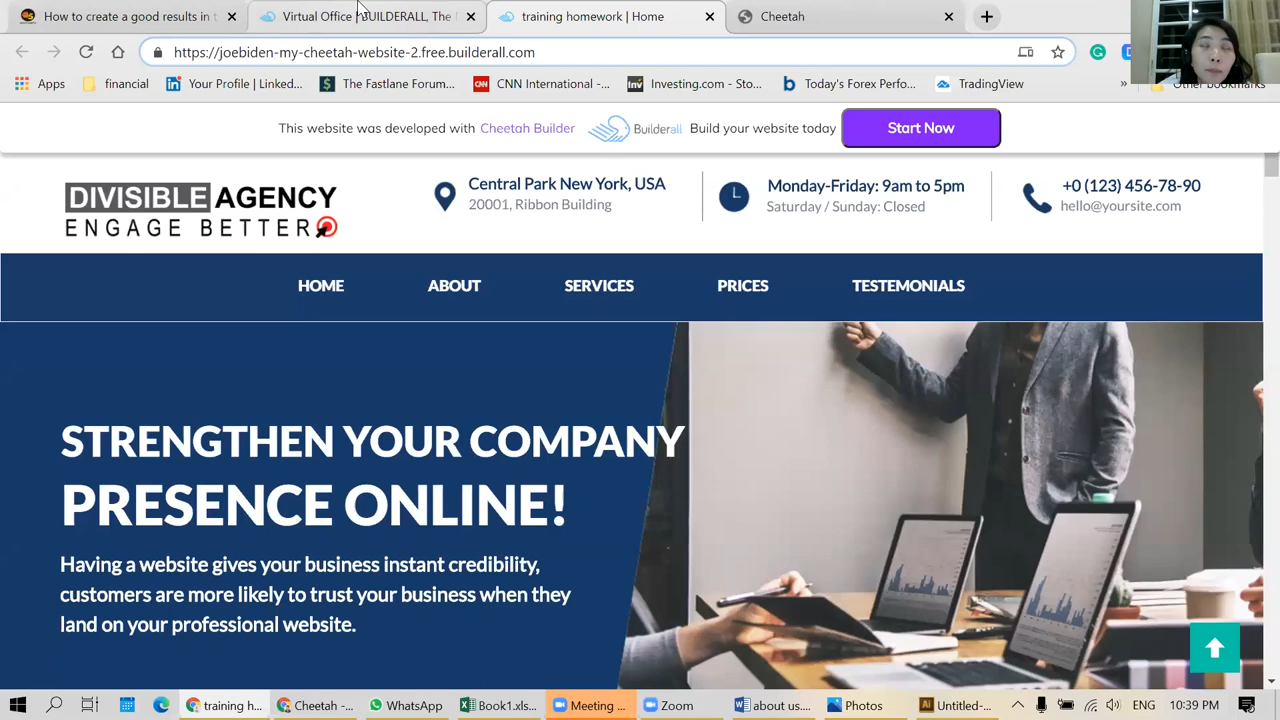 How to create a good results in t
Virtual Office | BUILDERALL, The
training homework | Home
Cheetah
https://joebiden-my-cheetah-website-2.free.builderall.com
Apps
financial
Your Profile | Linked...
The Fastlane Forum...
CNN International -...
Investing.com - Sto...
Today's Forex Perfo...
TradingView
Other bookmarks
This website was developed with Cheetah Builder Builderall Build your website today Start Now
DIVISIBLE AGENCY
ENGAGE BETTER
Central Park New York, USA
20001, Ribbon Building
Monday-Friday: 9am to 5pm
Saturday / Sunday: Closed
+0 (123) 456-78-90
hello@yoursite.com
HOME ABOUT SERVICES PRICES TESTEMONIALS
STRENGTHEN YOUR COMPANY
PRESENCE ONLINE!
Having a website gives your business instant credibility,
customers are more likely to trust your business when they
land on your professional website.
training h...
Cheetah -...
WhatsApp
Book1.xls...
Meeting ...
Zoom
about us....
Photos
Untitled-...
ENG
10:39 PM